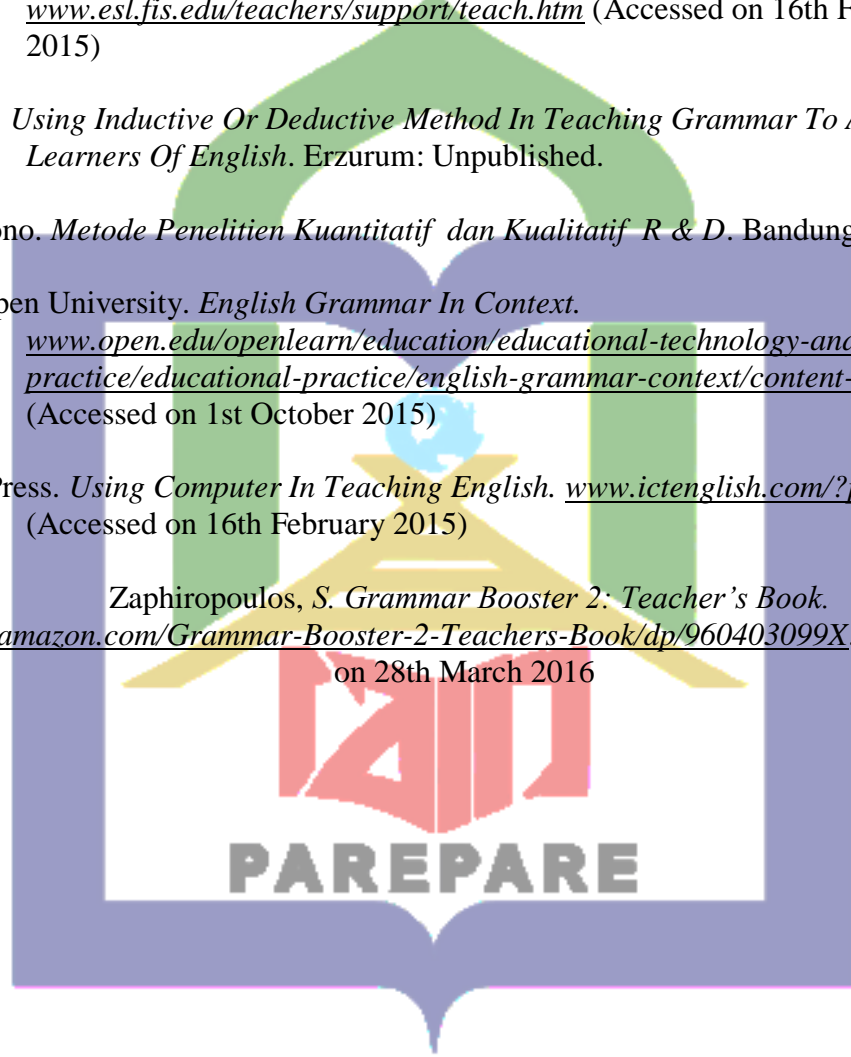 www.esl.fis.edu/teachers/support/teach.htm (Accessed on 16th
2015)
Using Inductive Or Deductive Method In Teaching Grammar To
Learners Of English. Erzurum: Unpublished.
ono. Metode Penelitien Kuantitatif dan Kualitatif R & D. Bandung
pen University. English Grammar In Context.
www.open.edu/openlearn/education/educational-technology-and
practice/educational-practice/english-grammar-context/content-
(Accessed on 1st October 2015)
Press. Using Computer In Teaching English. www.ictenglish.com/?p
(Accessed on 16th February 2015)
Zaphiropoulos, S. Grammar Booster 2: Teacher’s Book.
amazon.com/Grammar-Booster-2-Teachers-Book/dp/960403099X
on 28th March 2016
PAREPARE